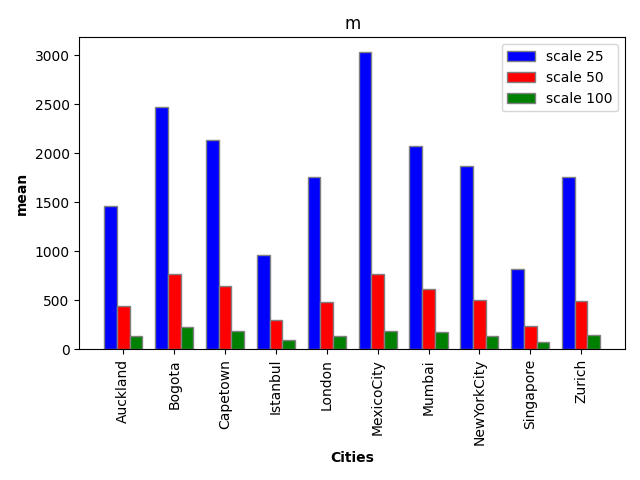 m
3000
2500
2000
1500
1000
500
0
mean
scale 25
scale 50
scale 100
Auckland
Bogota
Capetown
Istanbul
London
MexicoCity
Mumbai
NewYorkCity
Singapore
Zurich
Cities